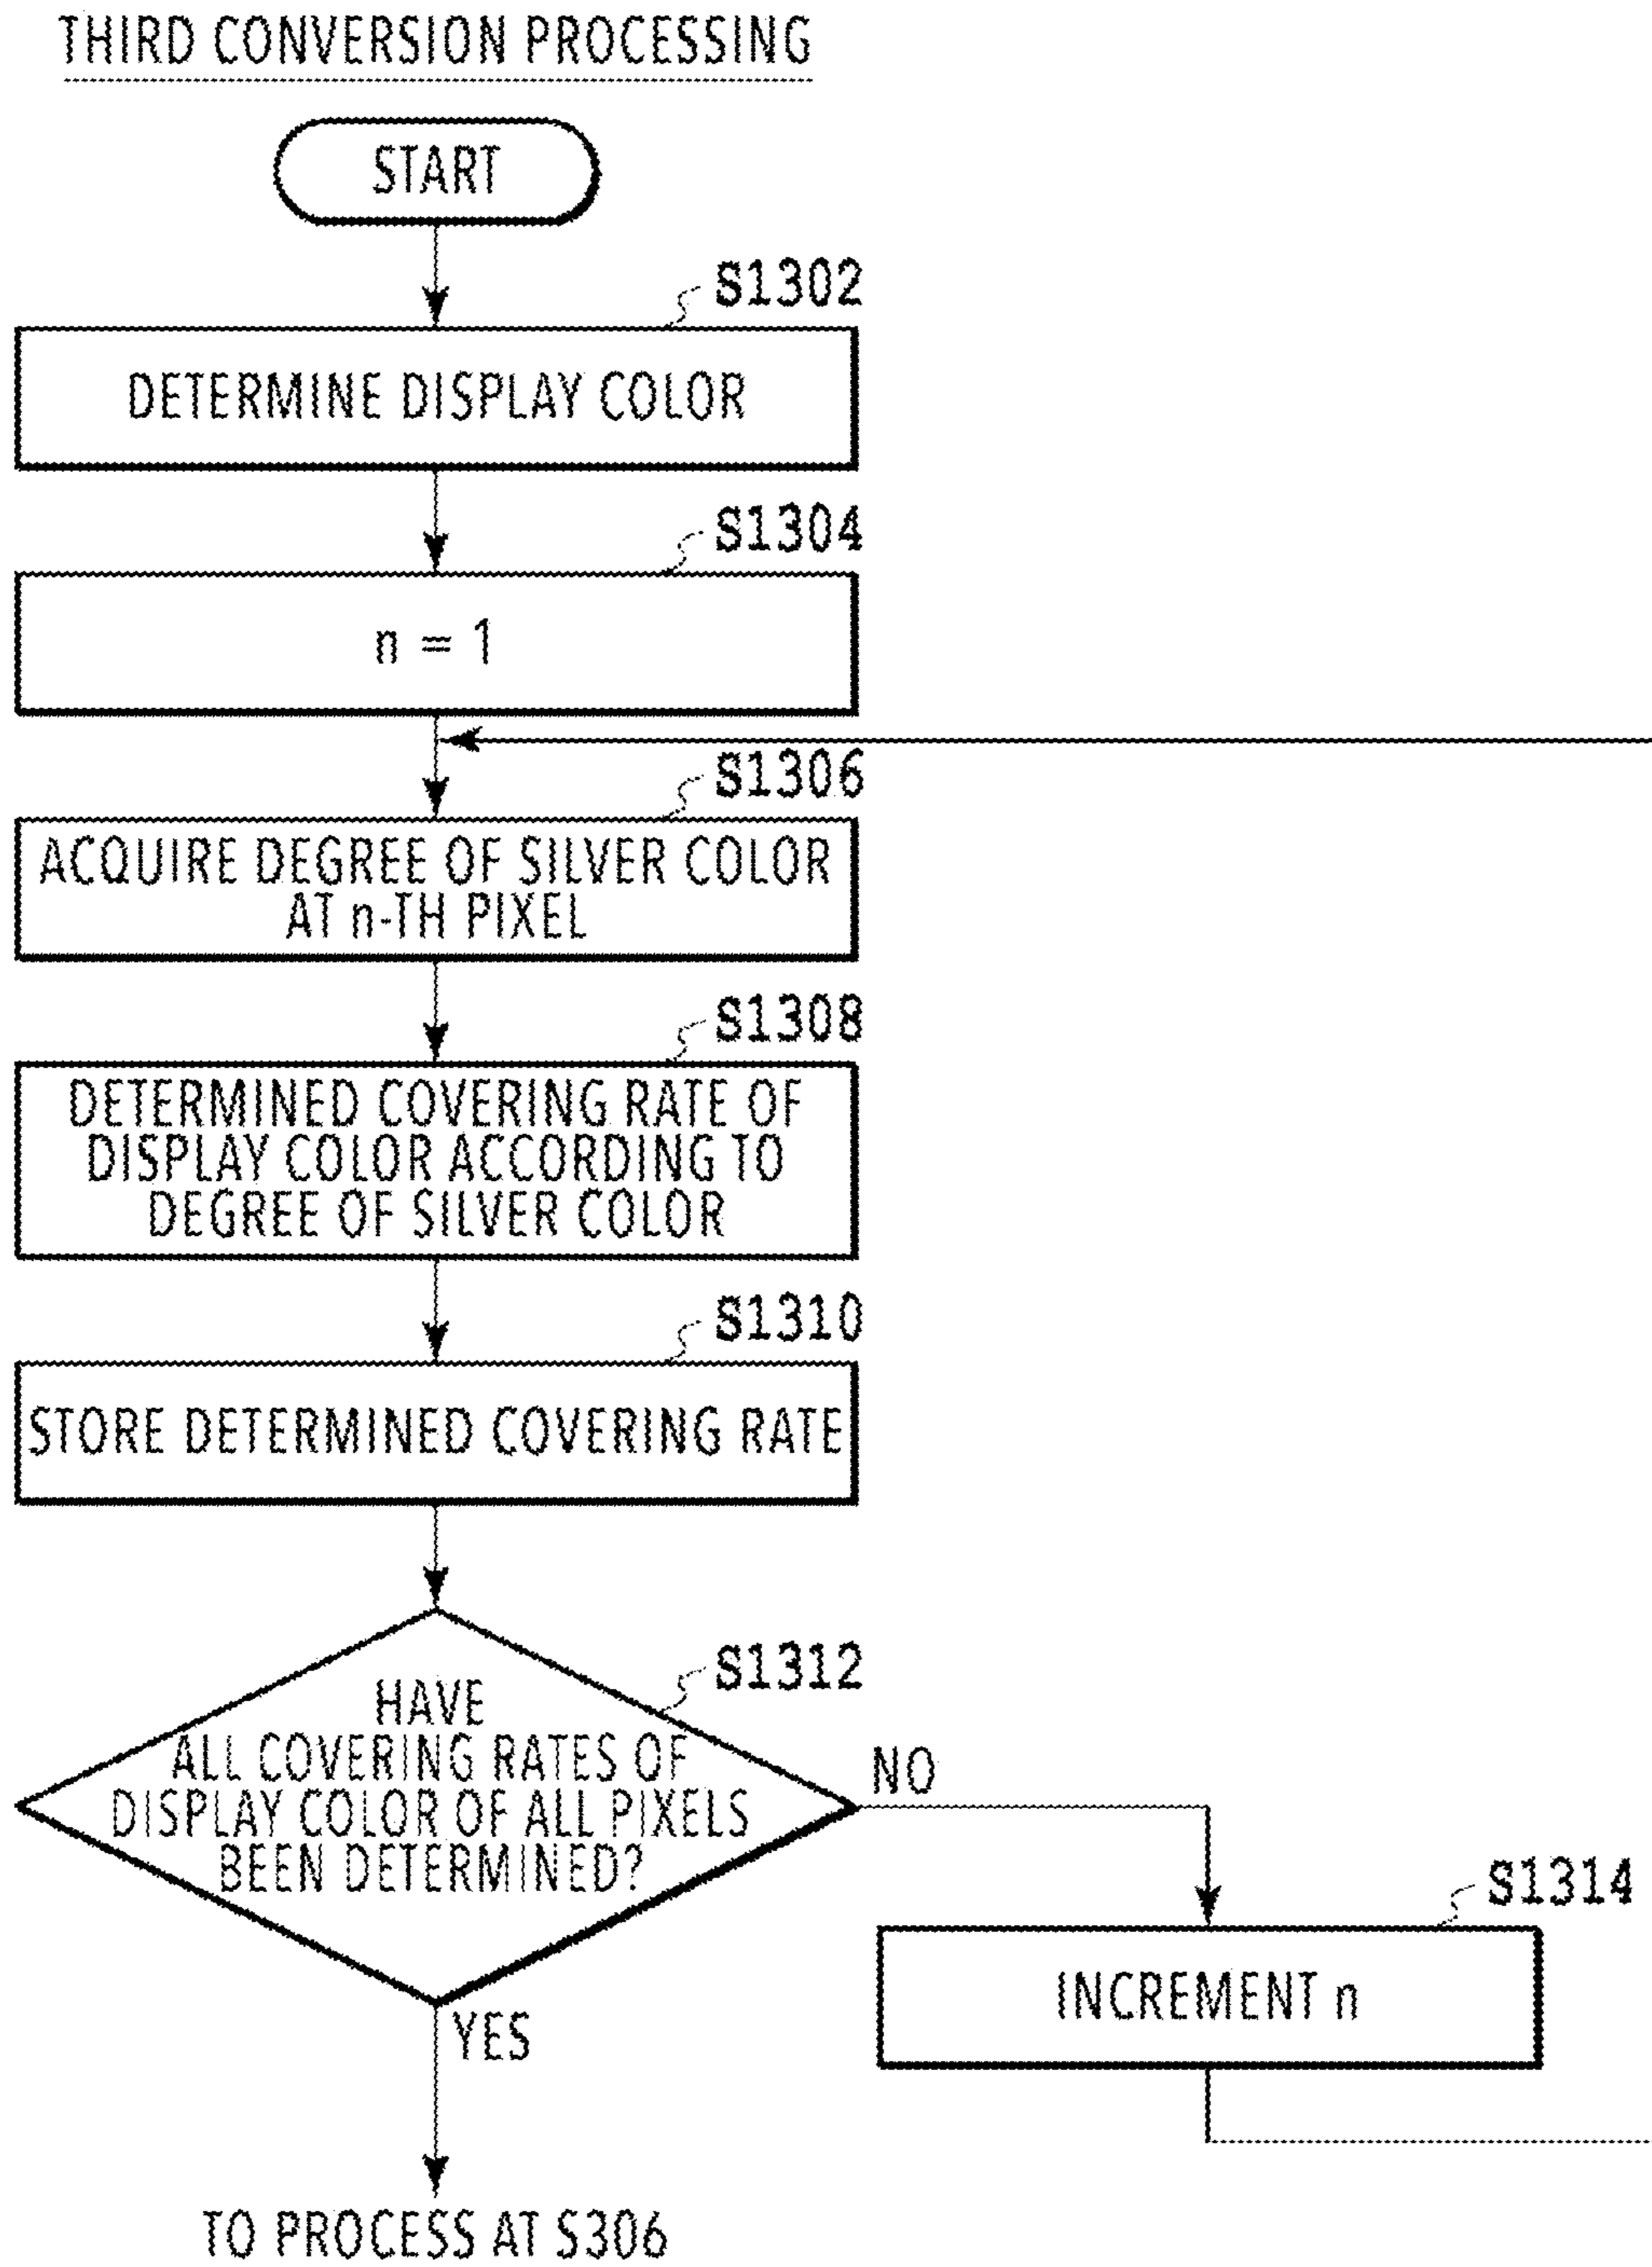 THIRD CONVERSION PROCESSING
START
S1302
DETERMINE DISPLAY COLOR
S1304
n = 1
S1306
ACQUIRE DEGREE OF SILVER COLOR
AT n-TH PIXEL
S1308
DETERMINED COVERING RATE OF
DISPLAY COLOR ACCORDING TO
DEGREE OF SILVER COLOR
S1310
STORE DETERMINED COVERING RATE
S1312
HAVE
ALL COVERING RATES OF
DISPLAY COLOR OF ALL PIXELS
BEEN DETERMINED?
NO
S1314
INCREMENT n
YES
TO PROCESS AT S306